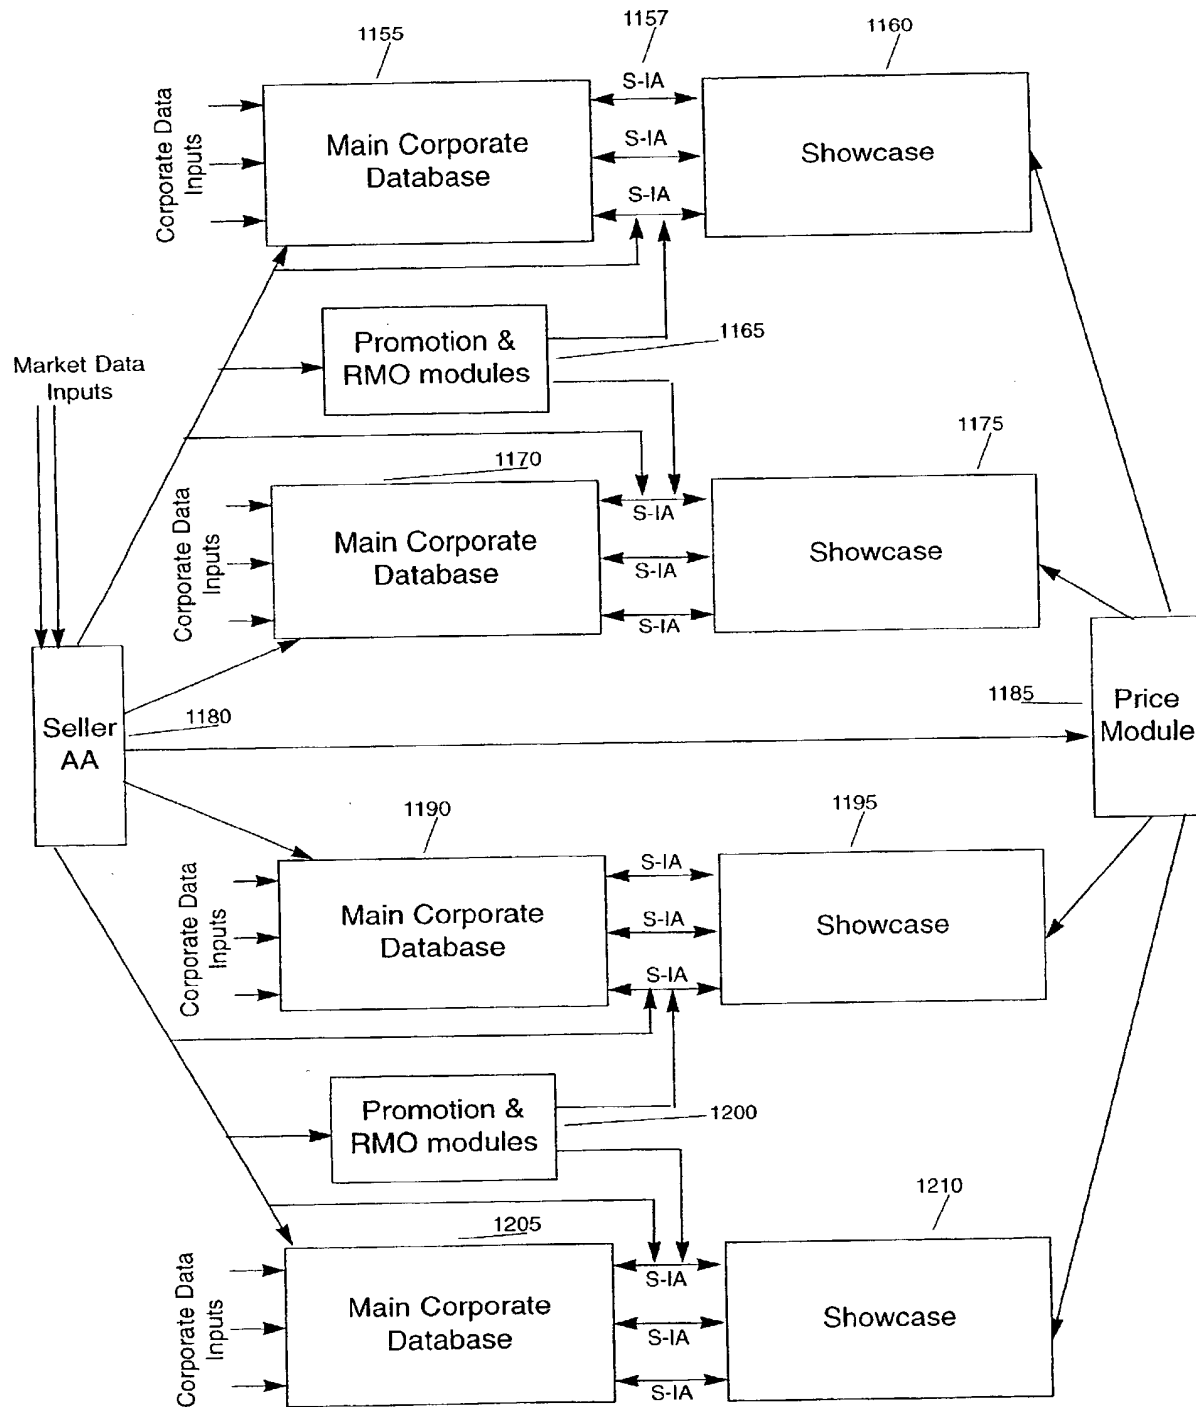 1155
1157
1160
S-IA
S-IA
S-IA
Corporate Data
Inputs
Main Corporate
Database
Showcase
Promotion &
RMO modules
1165
Market Data
Inputs
1170
1175
Corporate Data
Inputs
Main Corporate
Database
S-IA
S-IA
S-IA
Showcase
Seller
AA
1180
1185
Price
Module
1190
1195
Corporate Data
Inputs
Main Corporate
Database
S-IA
S-IA
S-IA
Showcase
Promotion &
RMO modules
1200
1205
1210
Corporate Data
Inputs
Main Corporate
Database
S-IA
S-IA
S-IA
Showcase